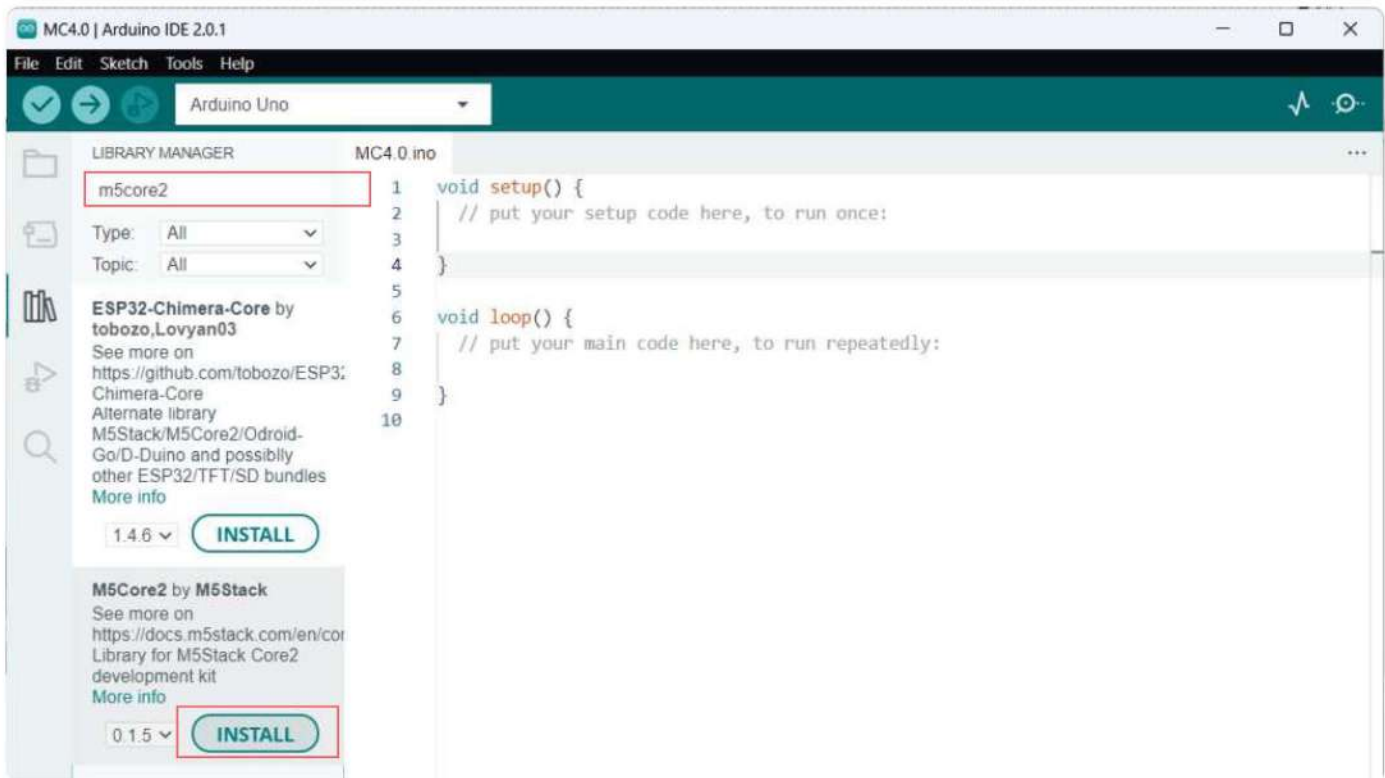 MC4.0 | Arduino IDE 2.0.1
File Edit Sketch Tools Help
Arduino Uno
LIBRARY MANAGER
m5core2
Type: All
Topic: All
ESP32-Chimera-Core by
tobozo,Lovyan03
See more on
https://github.com/tobozo/ESP32
Chimera-Core
Alternate library
M5Stack/M5Core2/Odroid-
Go/D-Duino and possiblly
other ESP32/TFT/SD bundles
More info
1.4.6
INSTALL
M5Core2 by M5Stack
See more on
https://docs.m5stack.com/en/cor
Library for M5Stack Core2
development kit
More info
0.1.5
INSTALL
MC4.0.ino
...
1 void setup() {
2 // put your setup code here, to run once:
3
4 }
5
6 void loop() {
7 // put your main code here, to run repeatedly:
8
9 }
10